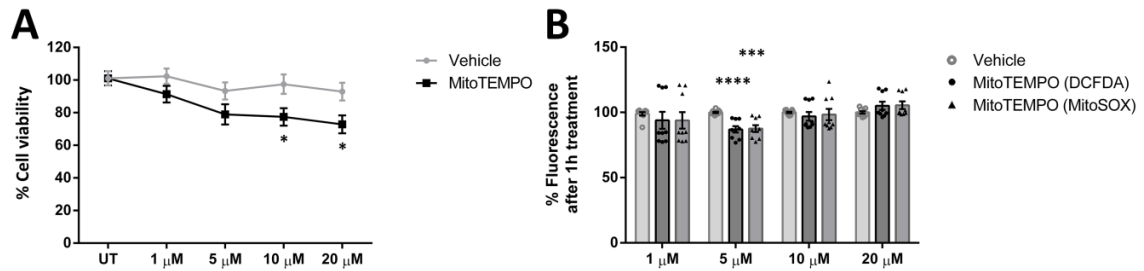 A
% Cell viability
120
100
80
60
40
20
0
UT
1 μM
5 μM
10 μM
20 μM
*
*
Vehicle
MitoTEMPO
B
% Fluorescence
after 1h treatment
150
100
50
0
1 μM
5 μM
10 μM
20 μM
***
****
Vehicle
MitoTEMPO (DCFDA)
MitoTEMPO (MitoSOX)